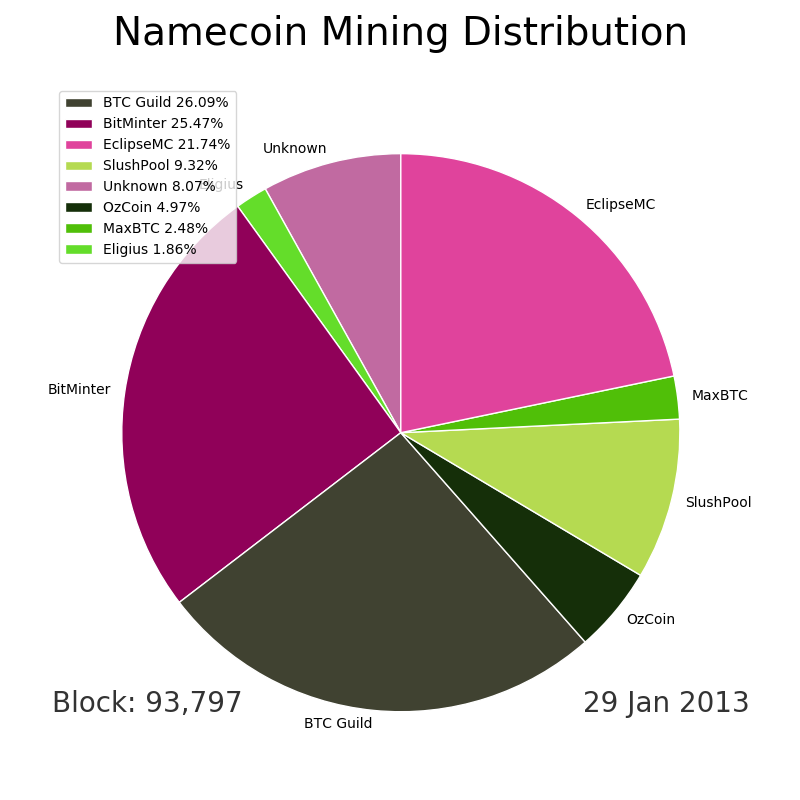 Namecoin Mining Distribution
BTC Guild 26.09%
BitMinter 25.47%
EclipseMC 21.74%
SlushPool 9.32%
Unknown 8.07%
OzCoin 4.97%
MaxBTC 2.48%
Eligius 1.86%
Unknown
Eligius
EclipseMC
BitMinter
MaxBTC
SlushPool
OzCoin
BTC Guild
Block: 93,797
29 Jan 2013